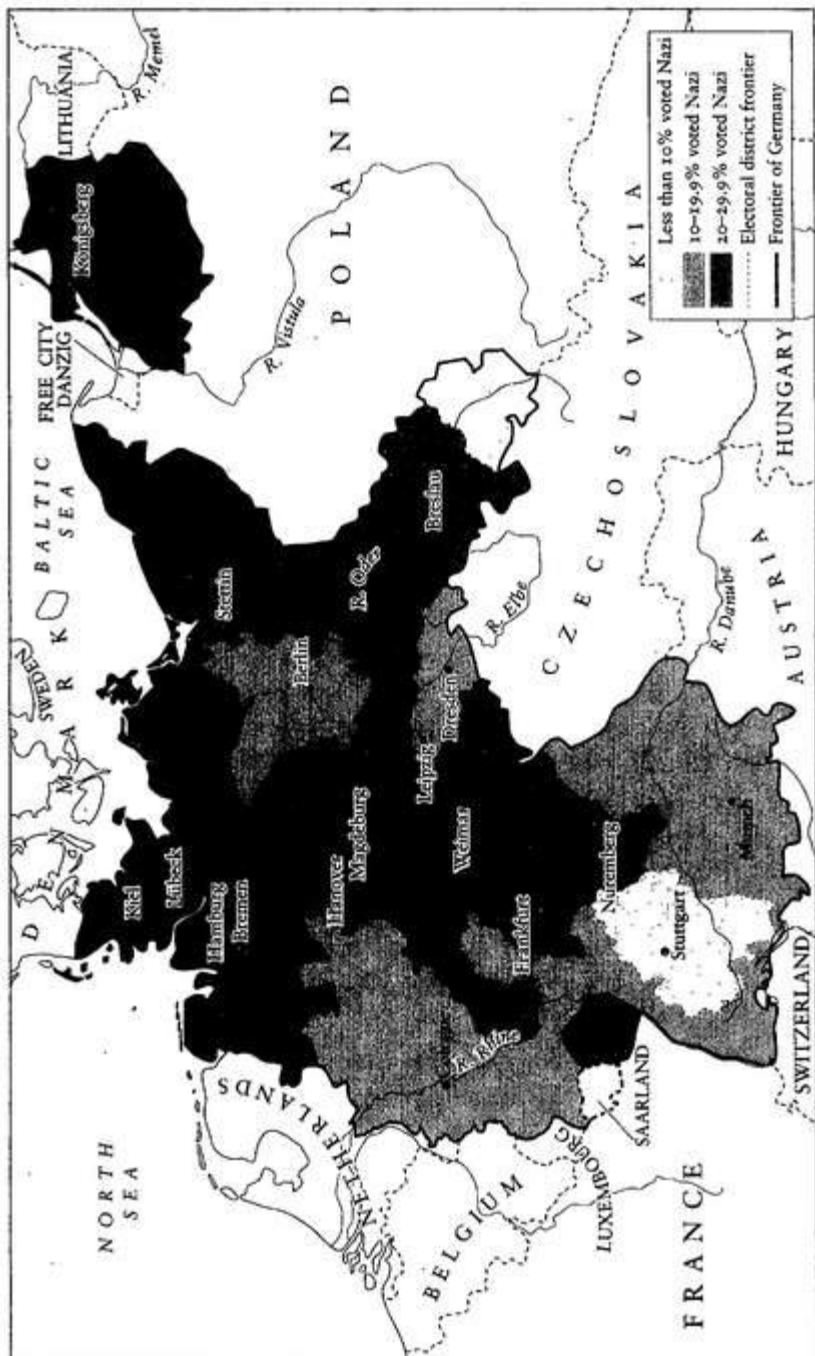 NORTH
SEA
DENMARK
SWEDEN
BALTIC
SEA
FREE CITY
DANZIG
LITHUANIA
R. Memel
Königsberg
Kiel
Lübeck
Hamburg
Bremen
Stettin
R. Vistula
POLAND
NETHERLANDS
Hanover
Magdeburg
Berlin
R. Oder
Breslau
BELGIUM
R. Rhine
Leipzig
Dresden
Weimar
R. Elbe
LUXEMBOURG
SAARLAND
Frankfurt
Nuremberg
CZECHOSLOVAKIA
FRANCE
Stuttgart
Munich
R. Danube
SWITZERLAND
AUSTRIA
HUNGARY
Less than 10% voted Nazi
10–19.9% voted Nazi
20–29.9% voted Nazi
Electoral district frontier
Frontier of Germany